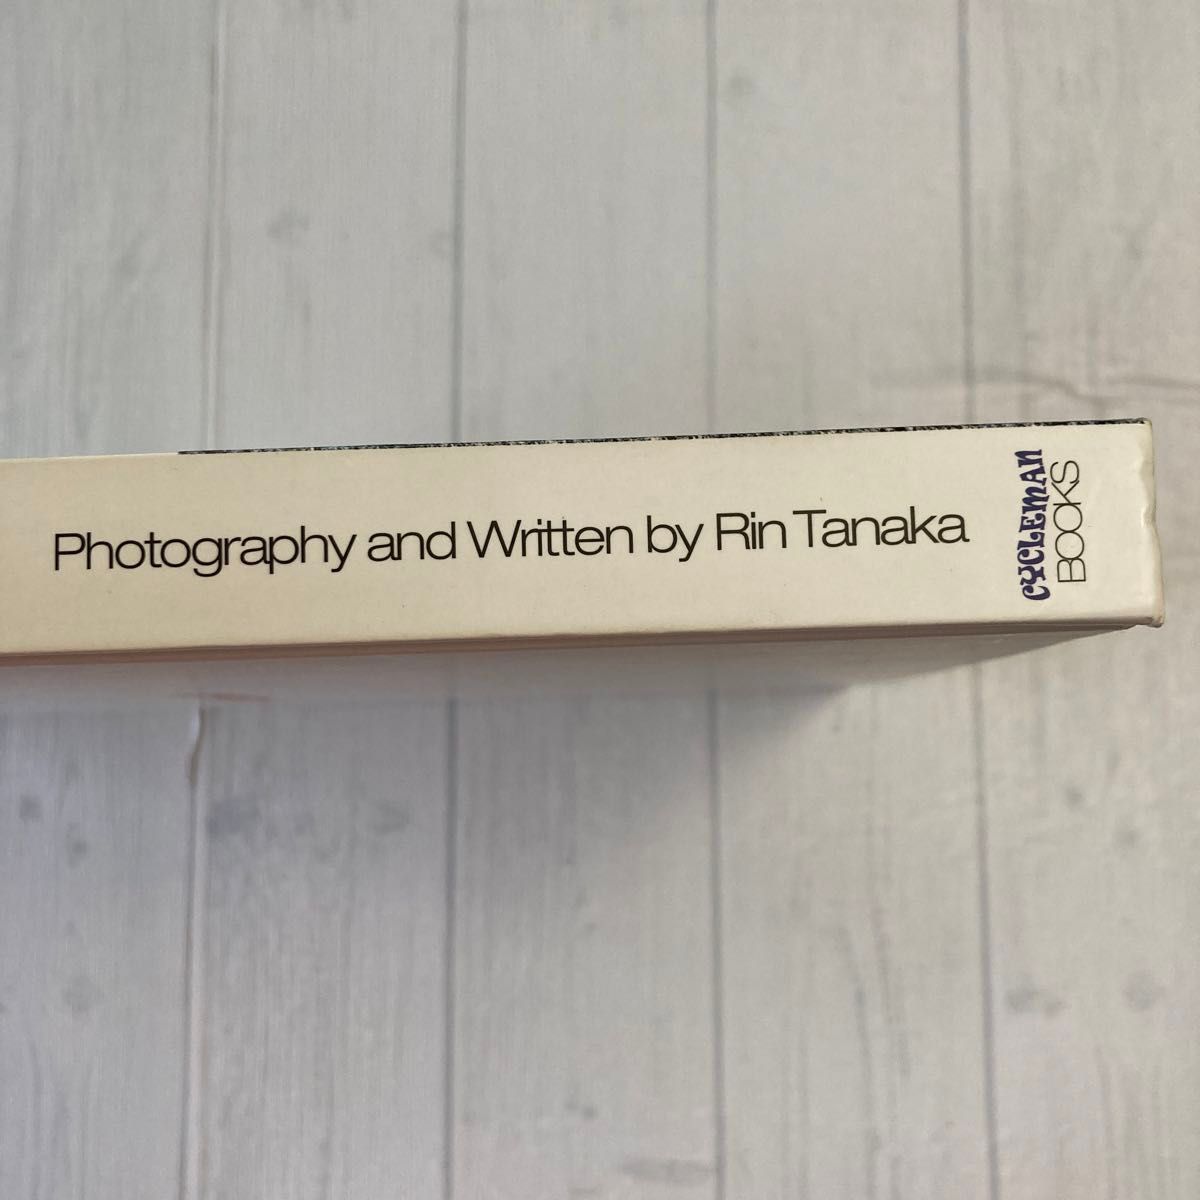 Photography and Written by Rin Tanaka
CYCLEMAN
BOOKS